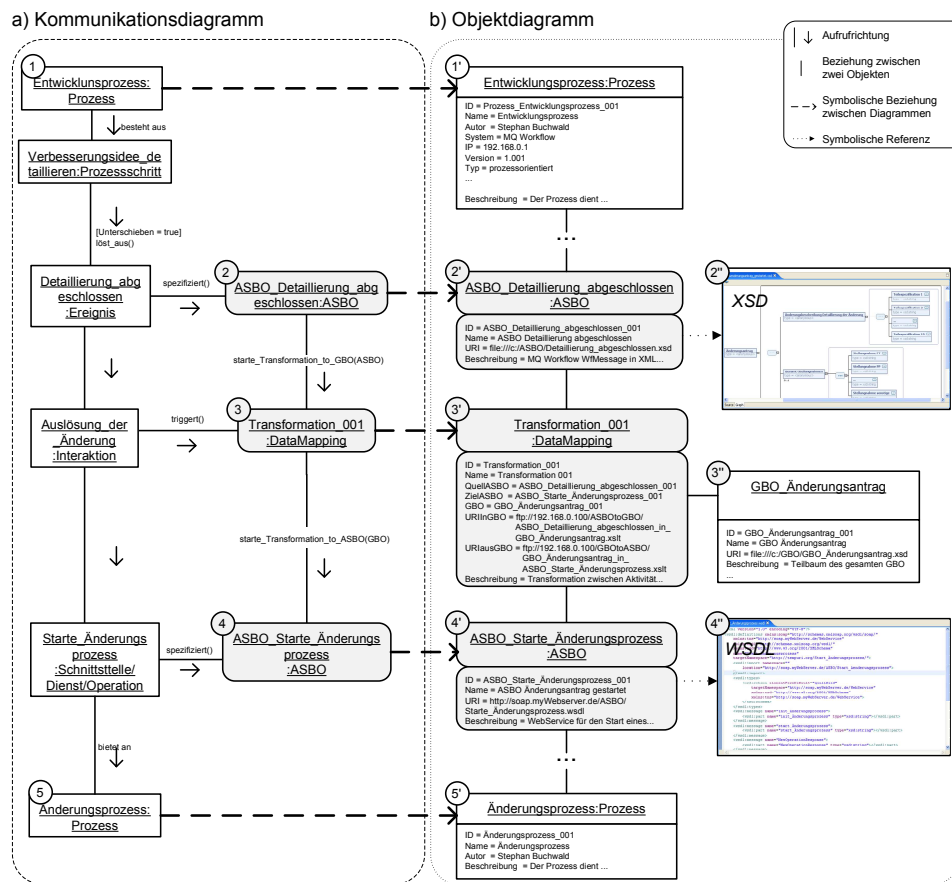 a) Kommunikationsdiagramm
b) Objektdiagramm
Aufrufrichtung
Beziehung zwischen
zwei Objekten
Symbolische Beziehung
zwischen Diagrammen
Symbolische Referenz
1
Entwicklunsprozess:
Prozess
besteht aus
Verbesserungsidee_de
taillieren:Prozessschritt
[Unterschieben = true]
löst_aus()
Detaillierung_abg
eschlossen
:Ereignis
spezifiziert()
2
ASBO_Detaillierung_abg
eschlossen:ASBO
starte_Transformation_to_GBO(ASBO)
Auslösung_der
_Änderung
:Interaktion
triggert()
3
Transformation_001
:DataMapping
starte_Transformation_to_ASBO(GBO)
Starte_Änderungs
prozess
:Schnittstelle/
Dienst/Operation
spezifiziert()
4
ASBO_Starte_Änderungs
prozess
:ASBO
bietet an
5
Änderungsprozess:
Prozess
1'
Entwicklungsprozess:Prozess
ID = Prozess_Entwicklungsprozess_001
Name = Entwicklungsprozess
Autor = Stephan Buchwald
System = MQ Workflow
IP = 192.168.0.1
Version = 1.001
Typ = prozessorientiert
...
Beschreibung = Der Prozess dient ...
...
2'
ASBO_Detaillierung_abgeschlossen
:ASBO
ID = ASBO_Detaillierung_abgeschlossen_001
Name = ASBO Detaillierung abgeschlossen
URI = file:///c:/ASBO/Detaillierung_abgeschlossen.xsd
Beschreibung = MQ Workflow WfMessage in XML...
2''
XSD
3'
Transformation_001
:DataMapping
ID = Transformation_001
Name = Transformation 001
QuellASBO = ASBO_Detaillierung_abgeschlossen_001
ZielASBO = ASBO_Starte_Änderungsprozess_001
GBO = GBO_Änderungsantrag_001
URIInGBO = ftp://192.168.0.100/ASBOtoGBO/
ASBO_Detaillierung_abgeschlossen_in_
GBO_Änderungsantrag.xslt
URIausGBO = ftp://192.168.0.100/GBOtoASBO/
GBO_Änderungsantrag_in_
ASBO_Starte_Änderungsprozess.xslt
Beschreibung = Transformation zwischen Aktivität...
3''
GBO_Änderungsantrag
ID = GBO_Änderungsantrag_001
Name = GBO Änderungantrag
URI = file:///c:/GBO/GBO_Änderungsantrag.xsd
Beschreibung = Teilbaum des gesamten GBO
...
4'
ASBO_Starte_Änderungsprozess
:ASBO
ID = ASBO_Starte_Änderungsprozess_001
Name = ASBO Änderungantrag gestartet
URI = http://soap.myWebserver.de/ASBO/
Starte_Änderungsprozess.wsdl
Beschreibung = WebService für den Start eines...
4''
WSDL
...
5'
Änderungsprozess:Prozess
ID = Änderungsprozess_001
Name = Änderungsprozess
Autor = Stephan Buchwald
Beschreibung = Der Prozess dient ...